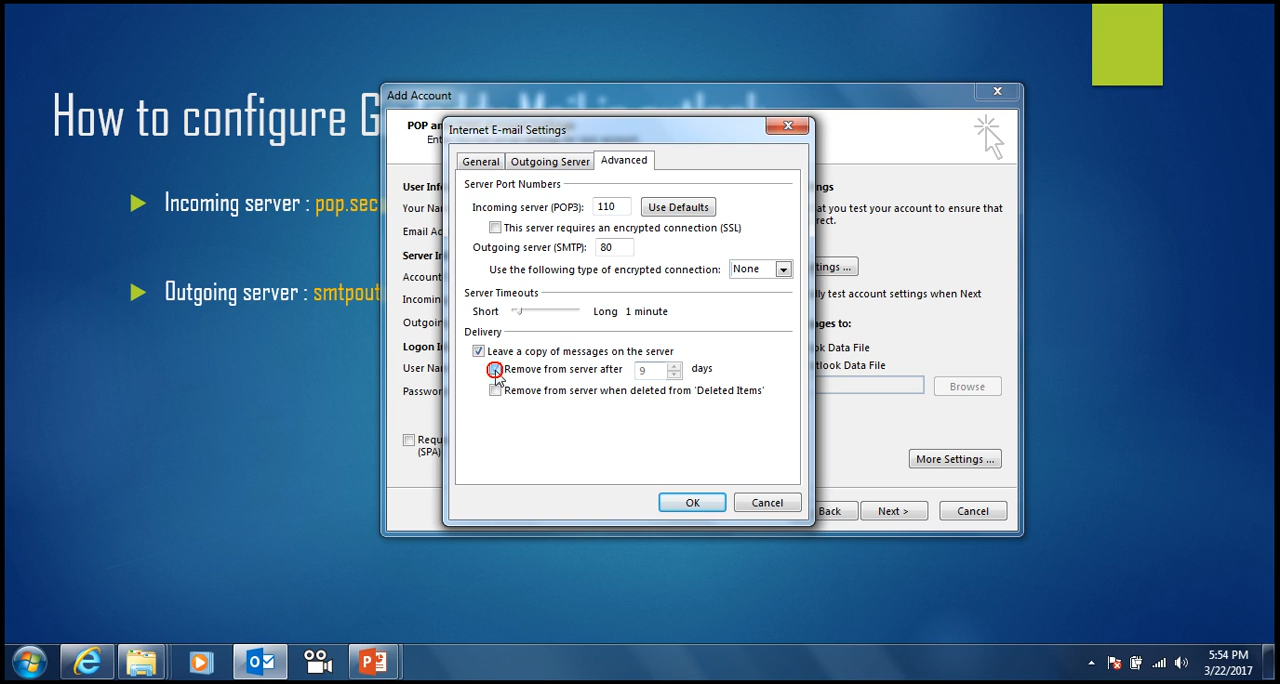 How to configure G
Incoming server : pop.sec
Outgoing server : smtpout
Add Account
POP an
User Inf
Your Na
Email Ad
Server In
Account
Incomin
Outgoin
Logon In
User Na
Passwor
Requ
(SPA)
ngs
at you test your account to ensure that
rect.
tings ...
lly test account settings when Next
ges to:
ok Data File
tlook Data File
Browse
More Settings ...
Back
Next >
Cancel
Internet E-mail Settings
General
Outgoing Server
Advanced
Server Port Numbers
Incoming server (POP3): 110 Use Defaults
This server requires an encrypted connection (SSL)
Outgoing server (SMTP): 80
Use the following type of encrypted connection: None
Server Timeouts
Short Long 1 minute
Delivery
Leave a copy of messages on the server
Remove from server after 9 days
Remove from server when deleted from 'Deleted Items'
OK
Cancel
5:54 PM
3/22/2017